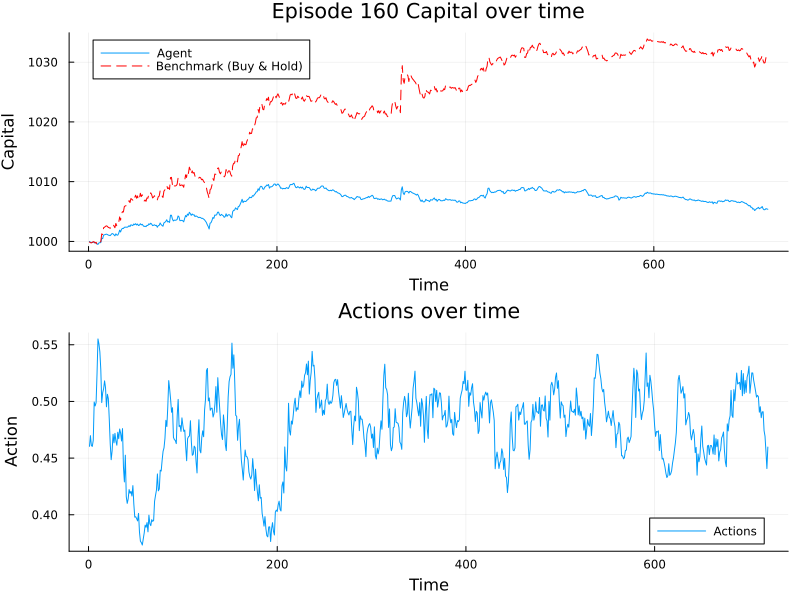 Episode 160 Capital over time
Agent
Benchmark (Buy & Hold)
Capital
1030
1020
1010
1000
0
200
400
600
Time
Actions over time
Action
0.55
0.50
0.45
0.40
Actions
0
200
400
600
Time